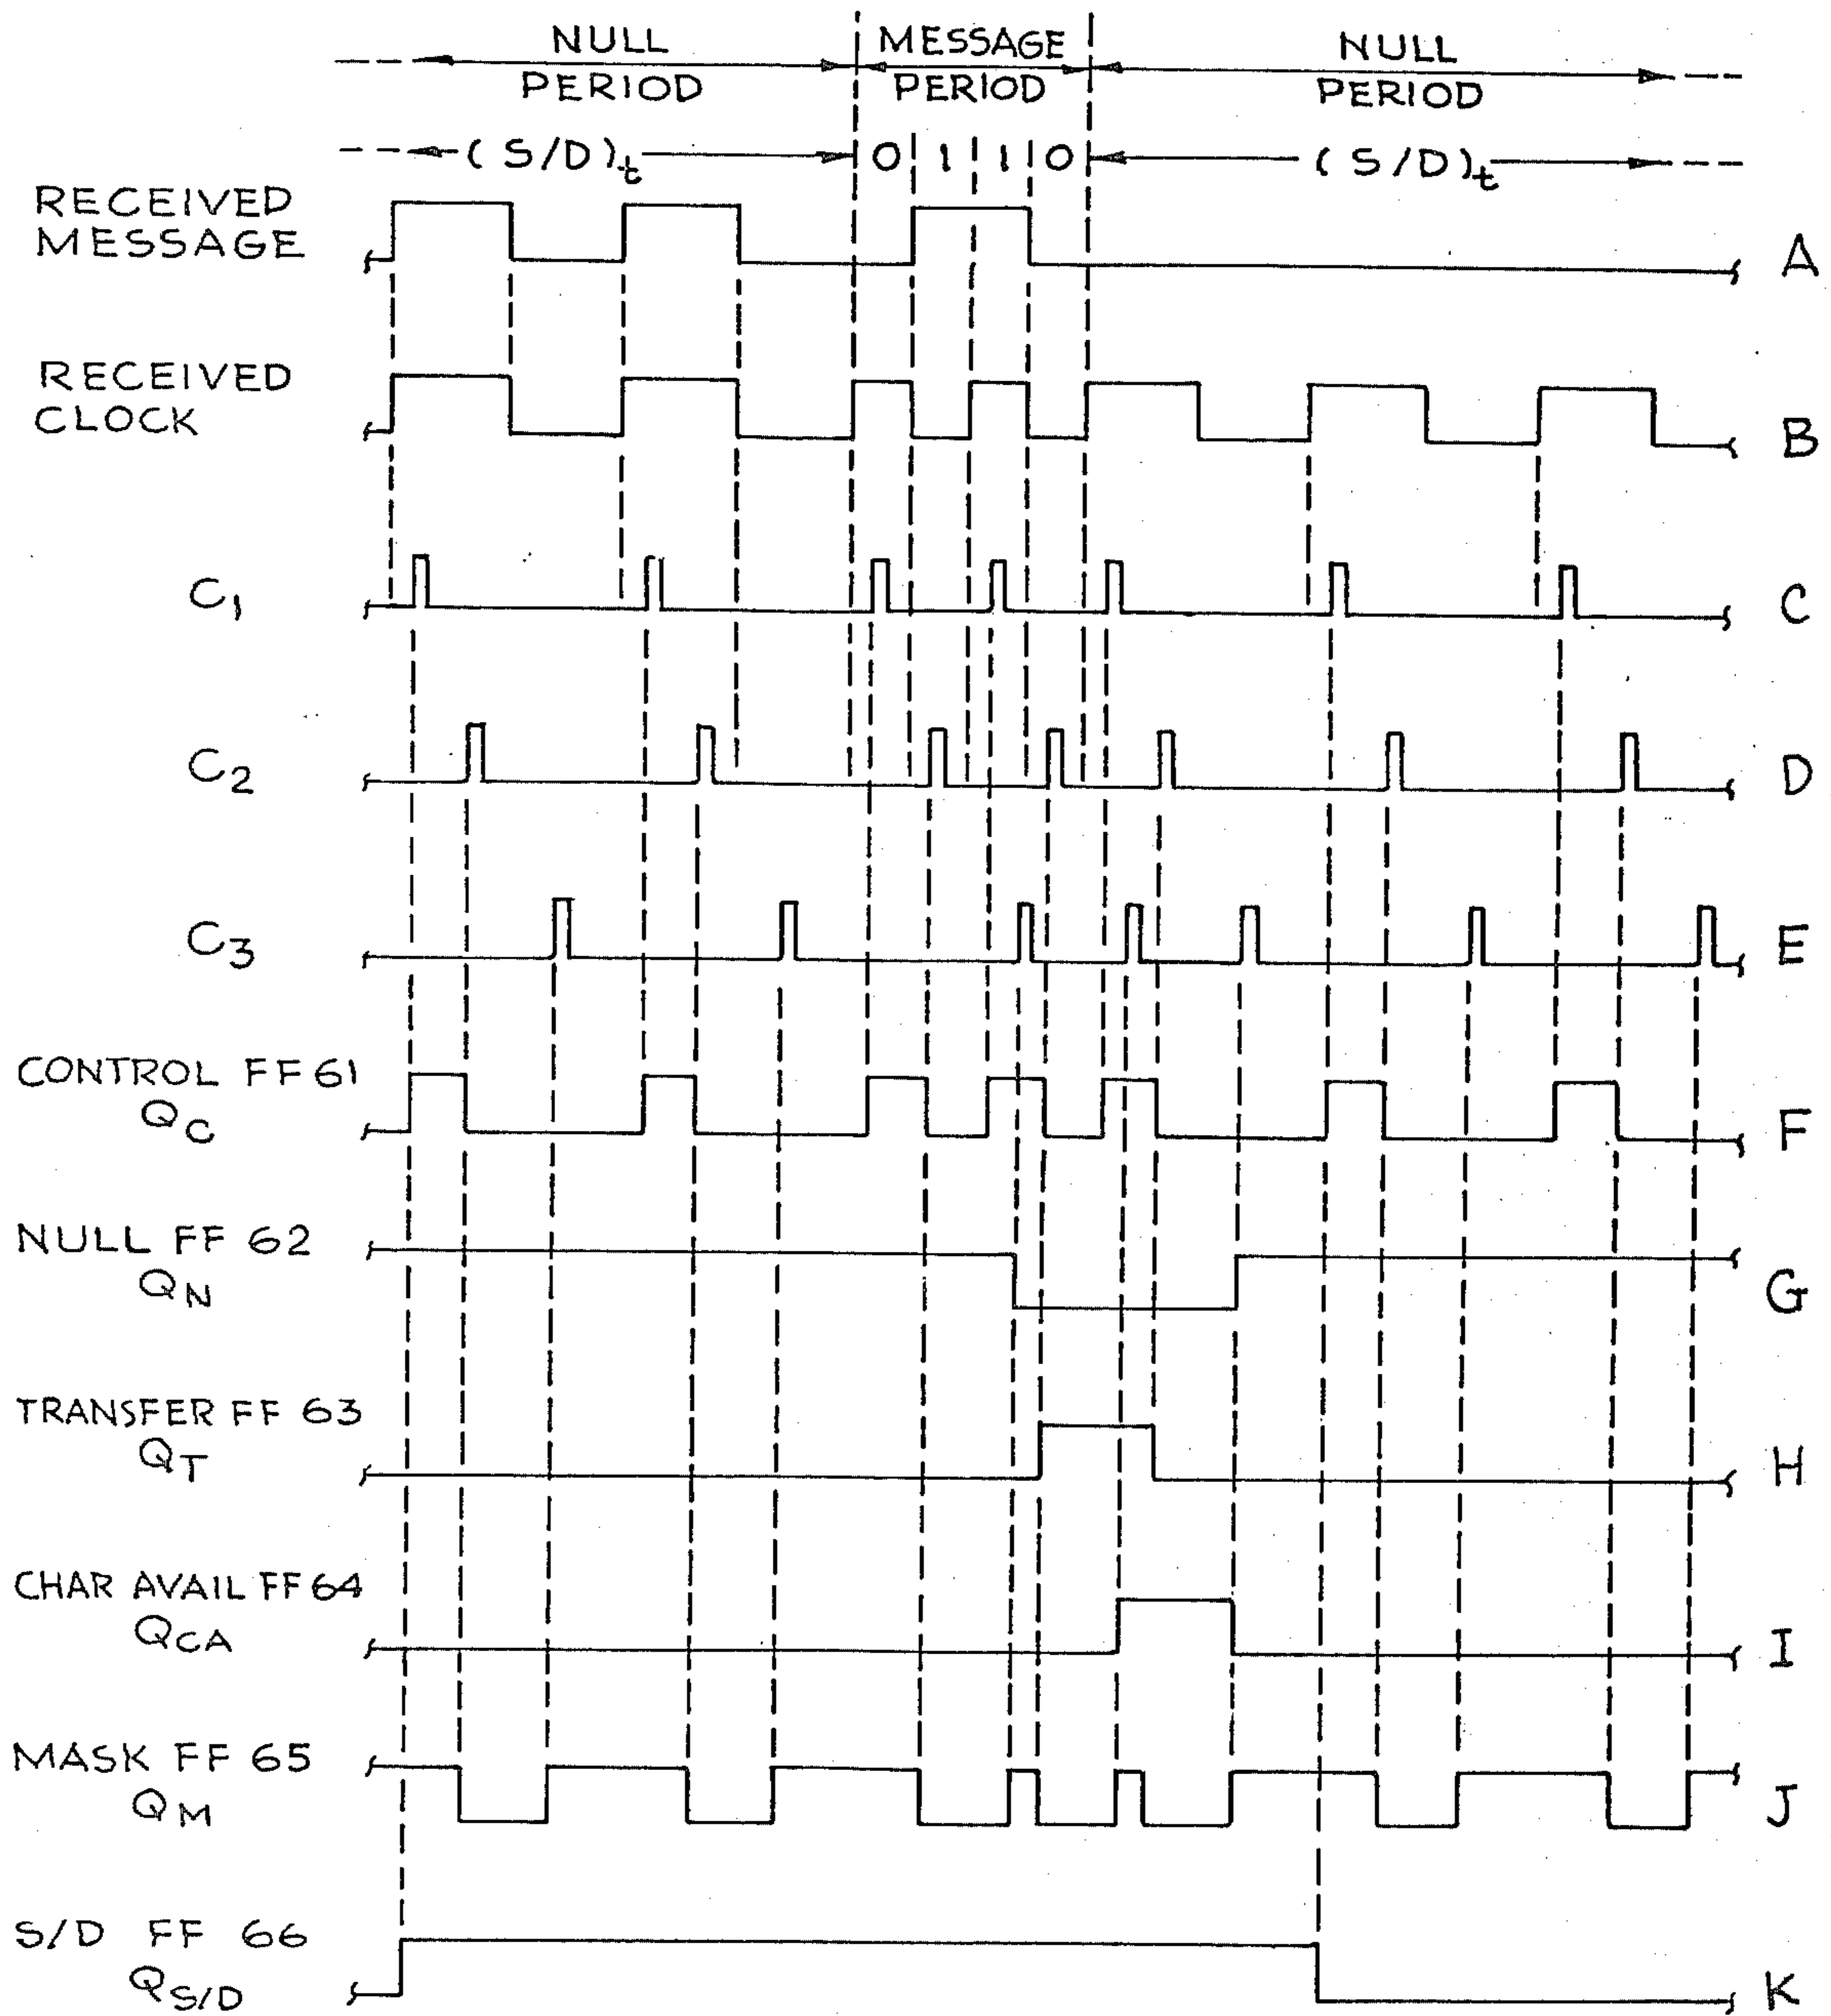 NULL MESSAGE NULL
PERIOD PERIOD PERIOD
(S/D)t 0 1 1 0 (S/D)t
RECEIVED
MESSAGE
A
RECEIVED
CLOCK
B
C1
C
C2
D
C3
E
CONTROL FF 61
QC
F
NULL FF 62
QN
G
TRANSFER FF 63
QT
H
CHAR AVAIL FF 64
QCA
I
MASK FF 65
QM
J
S/D FF 66
QS/D
K